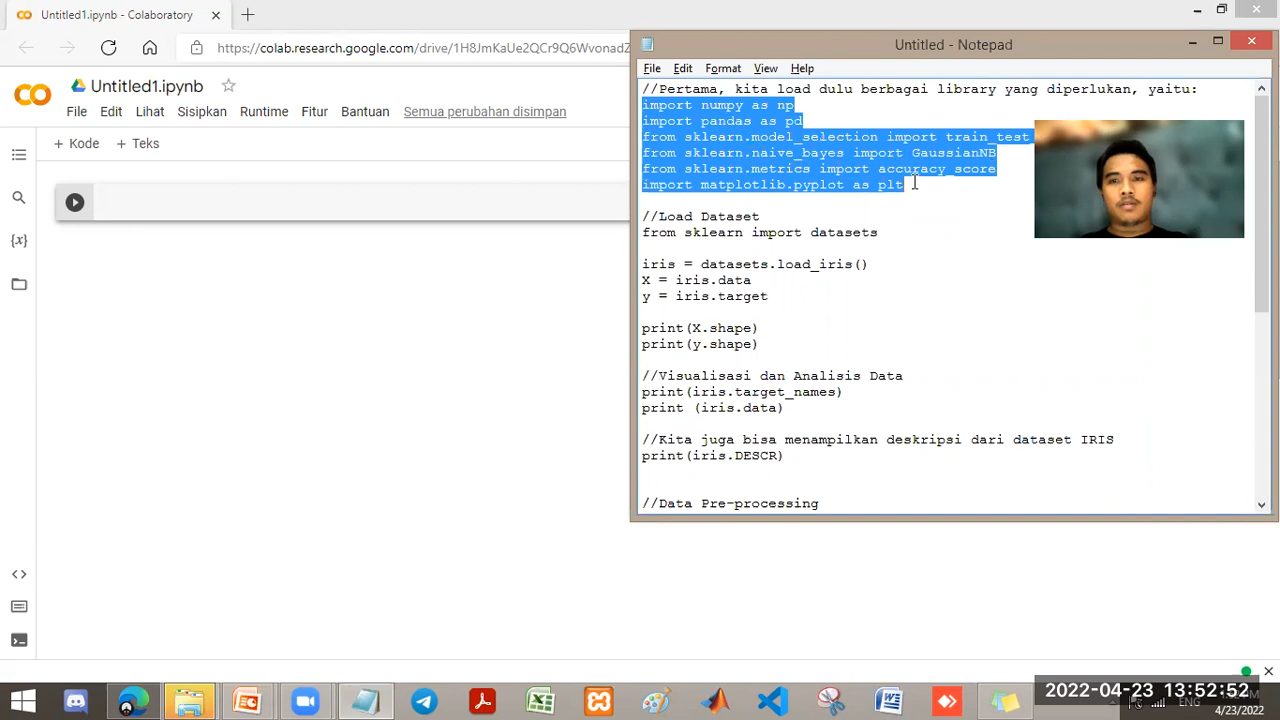 Untitled1.ipynb - Colaboratory
https://colab.research.google.com/drive/1H8JmKaUe2QCr9Q6Wvonad
Untitled1.ipynb
File Edit Lihat Sisipkan Runtime Fitur Bantuan Semua perubahan disimpan
+ Kode + Teks
{x}
Untitled - Notepad
File Edit Format View Help
//Pertama, kita load dulu berbagai library yang diperlukan, yaitu:
import numpy as np
import pandas as pd
from sklearn.model_selection import train_test
from sklearn.naive_bayes import GaussianNB
from sklearn.metrics import accuracy_score
import matplotlib.pyplot as plt
//Load Dataset
from sklearn import datasets
iris = datasets.load_iris()
X = iris.data
y = iris.target
print(X.shape)
print(y.shape)
//Visualisasi dan Analisis Data
print(iris.target_names)
print (iris.data)
//Kita juga bisa menampilkan deskripsi dari dataset IRIS
print(iris.DESCR)
//Data Pre-processing
2022-04-23 13:52:52
ENG
4/23/2022